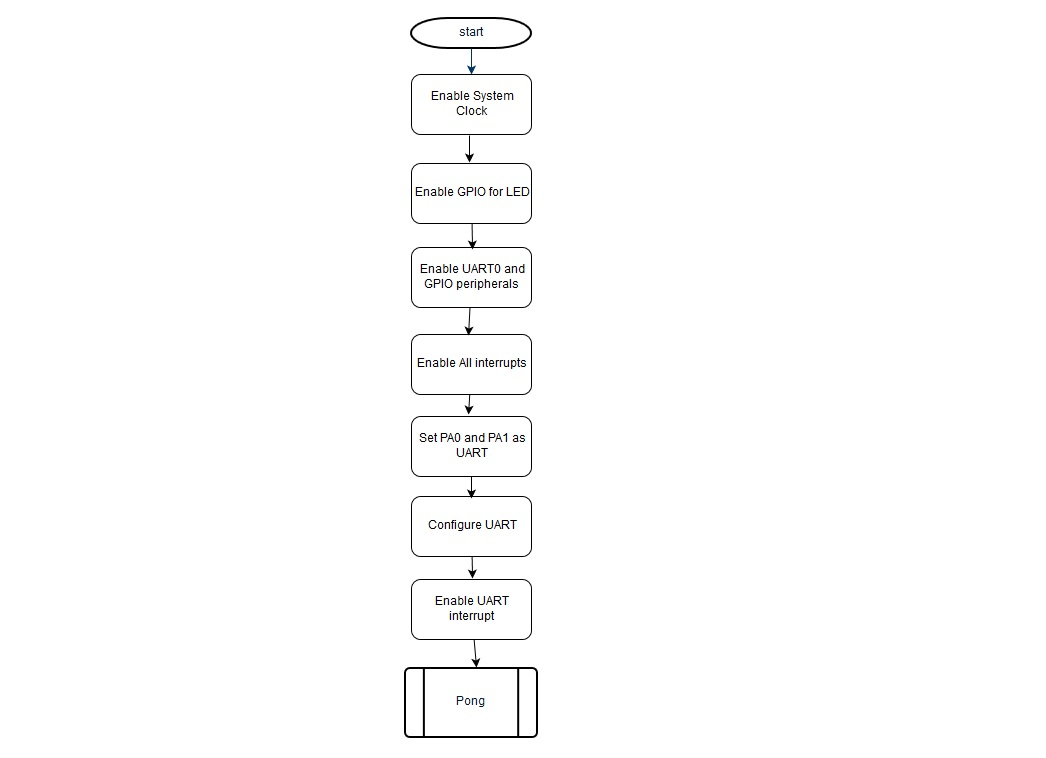 start
Enable System
Clock
Enable GPIO for LED
Enable UART0 and
GPIO peripherals
Enable All interrupts
Set PA0 and PA1 as
UART
Configure UART
Enable UART
interrupt
Pong